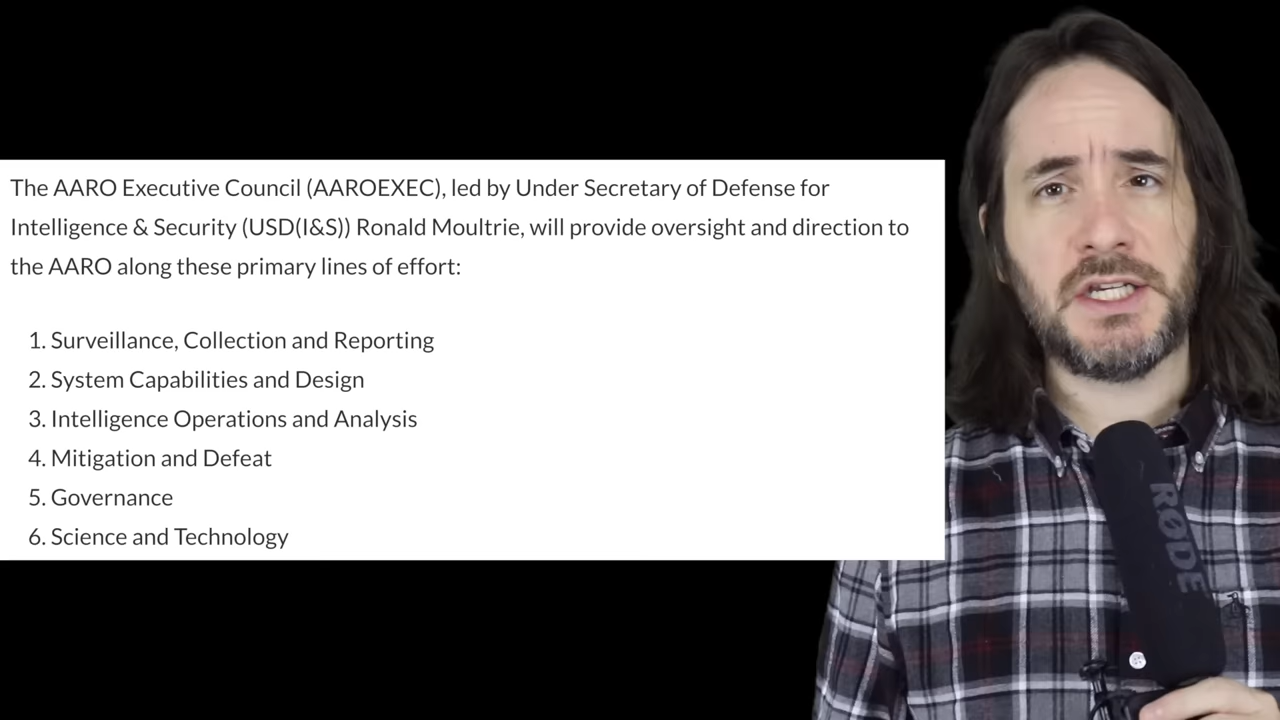 The AARO Executive Council (AAROEXEC), led by Under Secretary of Defense for
Intelligence & Security (USD(I&S)) Ronald Moultrie, will provide oversight and direction to
the AARO along these primary lines of effort:
1. Surveillance, Collection and Reporting
2. System Capabilities and Design
3. Intelligence Operations and Analysis
4. Mitigation and Defeat
5. Governance
6. Science and Technology
RØDE